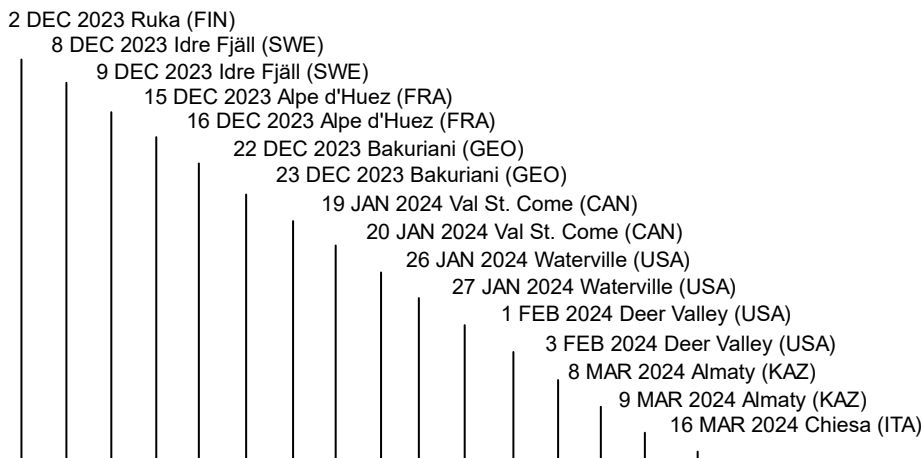 2 DEC 2023 Ruka (FIN)
8 DEC 2023 Idre Fjäll (SWE)
9 DEC 2023 Idre Fjäll (SWE)
15 DEC 2023 Alpe d'Huez (FRA)
16 DEC 2023 Alpe d'Huez (FRA)
22 DEC 2023 Bakuriani (GEO)
23 DEC 2023 Bakuriani (GEO)
19 JAN 2024 Val St. Come (CAN)
20 JAN 2024 Val St. Come (CAN)
26 JAN 2024 Waterville (USA)
27 JAN 2024 Waterville (USA)
1 FEB 2024 Deer Valley (USA)
3 FEB 2024 Deer Valley (USA)
8 MAR 2024 Almaty (KAZ)
9 MAR 2024 Almaty (KAZ)
16 MAR 2024 Chiesa (ITA)